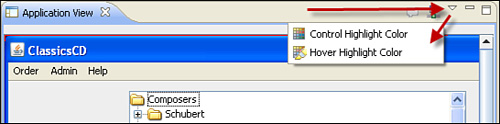 Application View
Control Highlight Color
Hover Highlight Color
ClassicsCD
Order Admin Help
Composers
Schubert